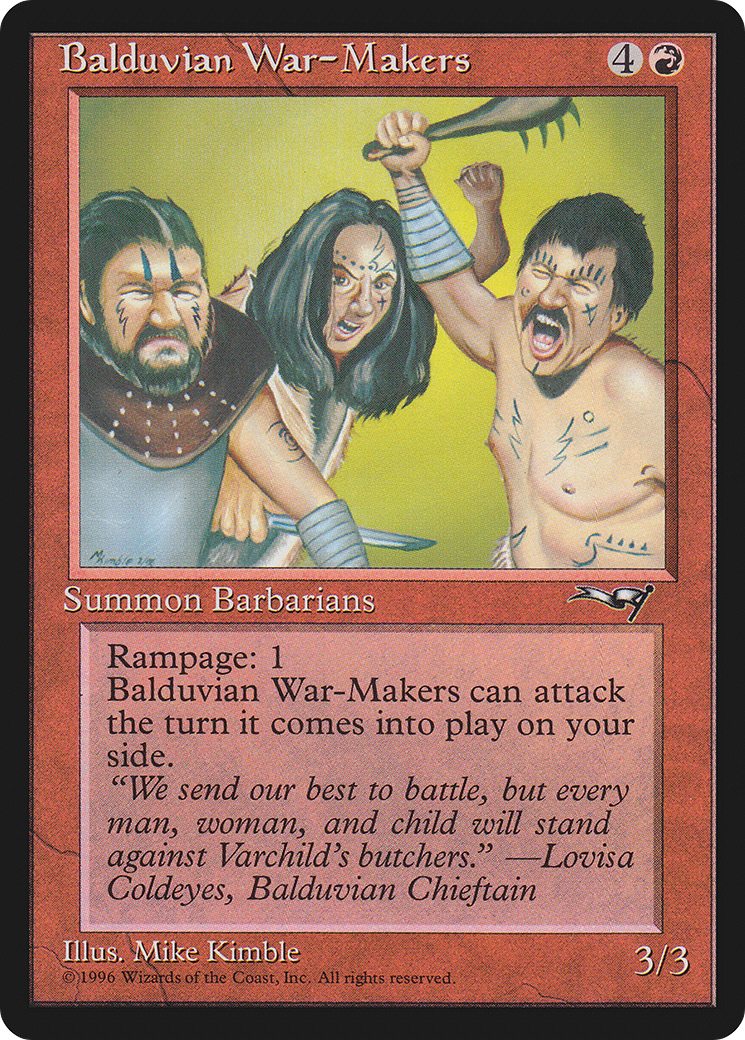 Balduvian War-Makers 4
Summon Barbarians
Rampage: 1
Balduvian War-Makers can attack
the turn it comes into play on your
side.
“We send our best to battle, but every
man, woman, and child will stand
against Varchild’s butchers.” —Lovisa
Coldeyes, Balduvian Chieftain
Illus. Mike Kimble
3/3
© 1996 Wizards of the Coast, Inc. All rights reserved.